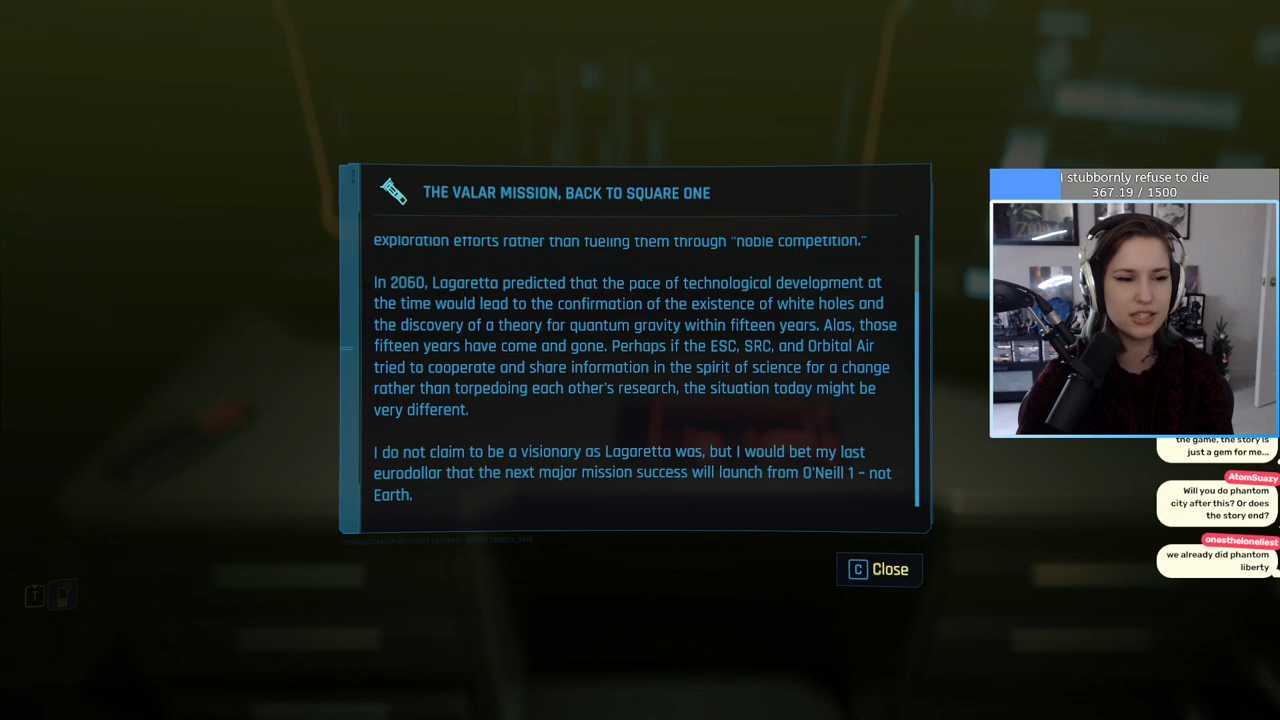 THE VALAR MISSION, BACK TO SQUARE ONE
exploration efforts rather than fueling them through "noble competition."
In 2060, Lagaretta predicted that the pace of technological development at
the time would lead to the confirmation of the existence of white holes and
the discovery of a theory for quantum gravity within fifteen years. Alas, those
fifteen years have come and gone. Perhaps if the ESC, SRC, and Orbital Air
tried to cooperate and share information in the spirit of science for a change
rather than torpedoing each other's research, the situation today might be
very different.
I do not claim to be a visionary as Lagaretta was, but I would bet my last
eurodollar that the next major mission success will launch from O'Neill 1 – not
Earth.
C Close
T
I stubbornly refuse to die
367.19 / 1500
the game, the story is
just a gem for me...
AtomSuazy
Will you do phantom
city after this? Or does
the story end?
onestheloneliest
we already did phantom
liberty